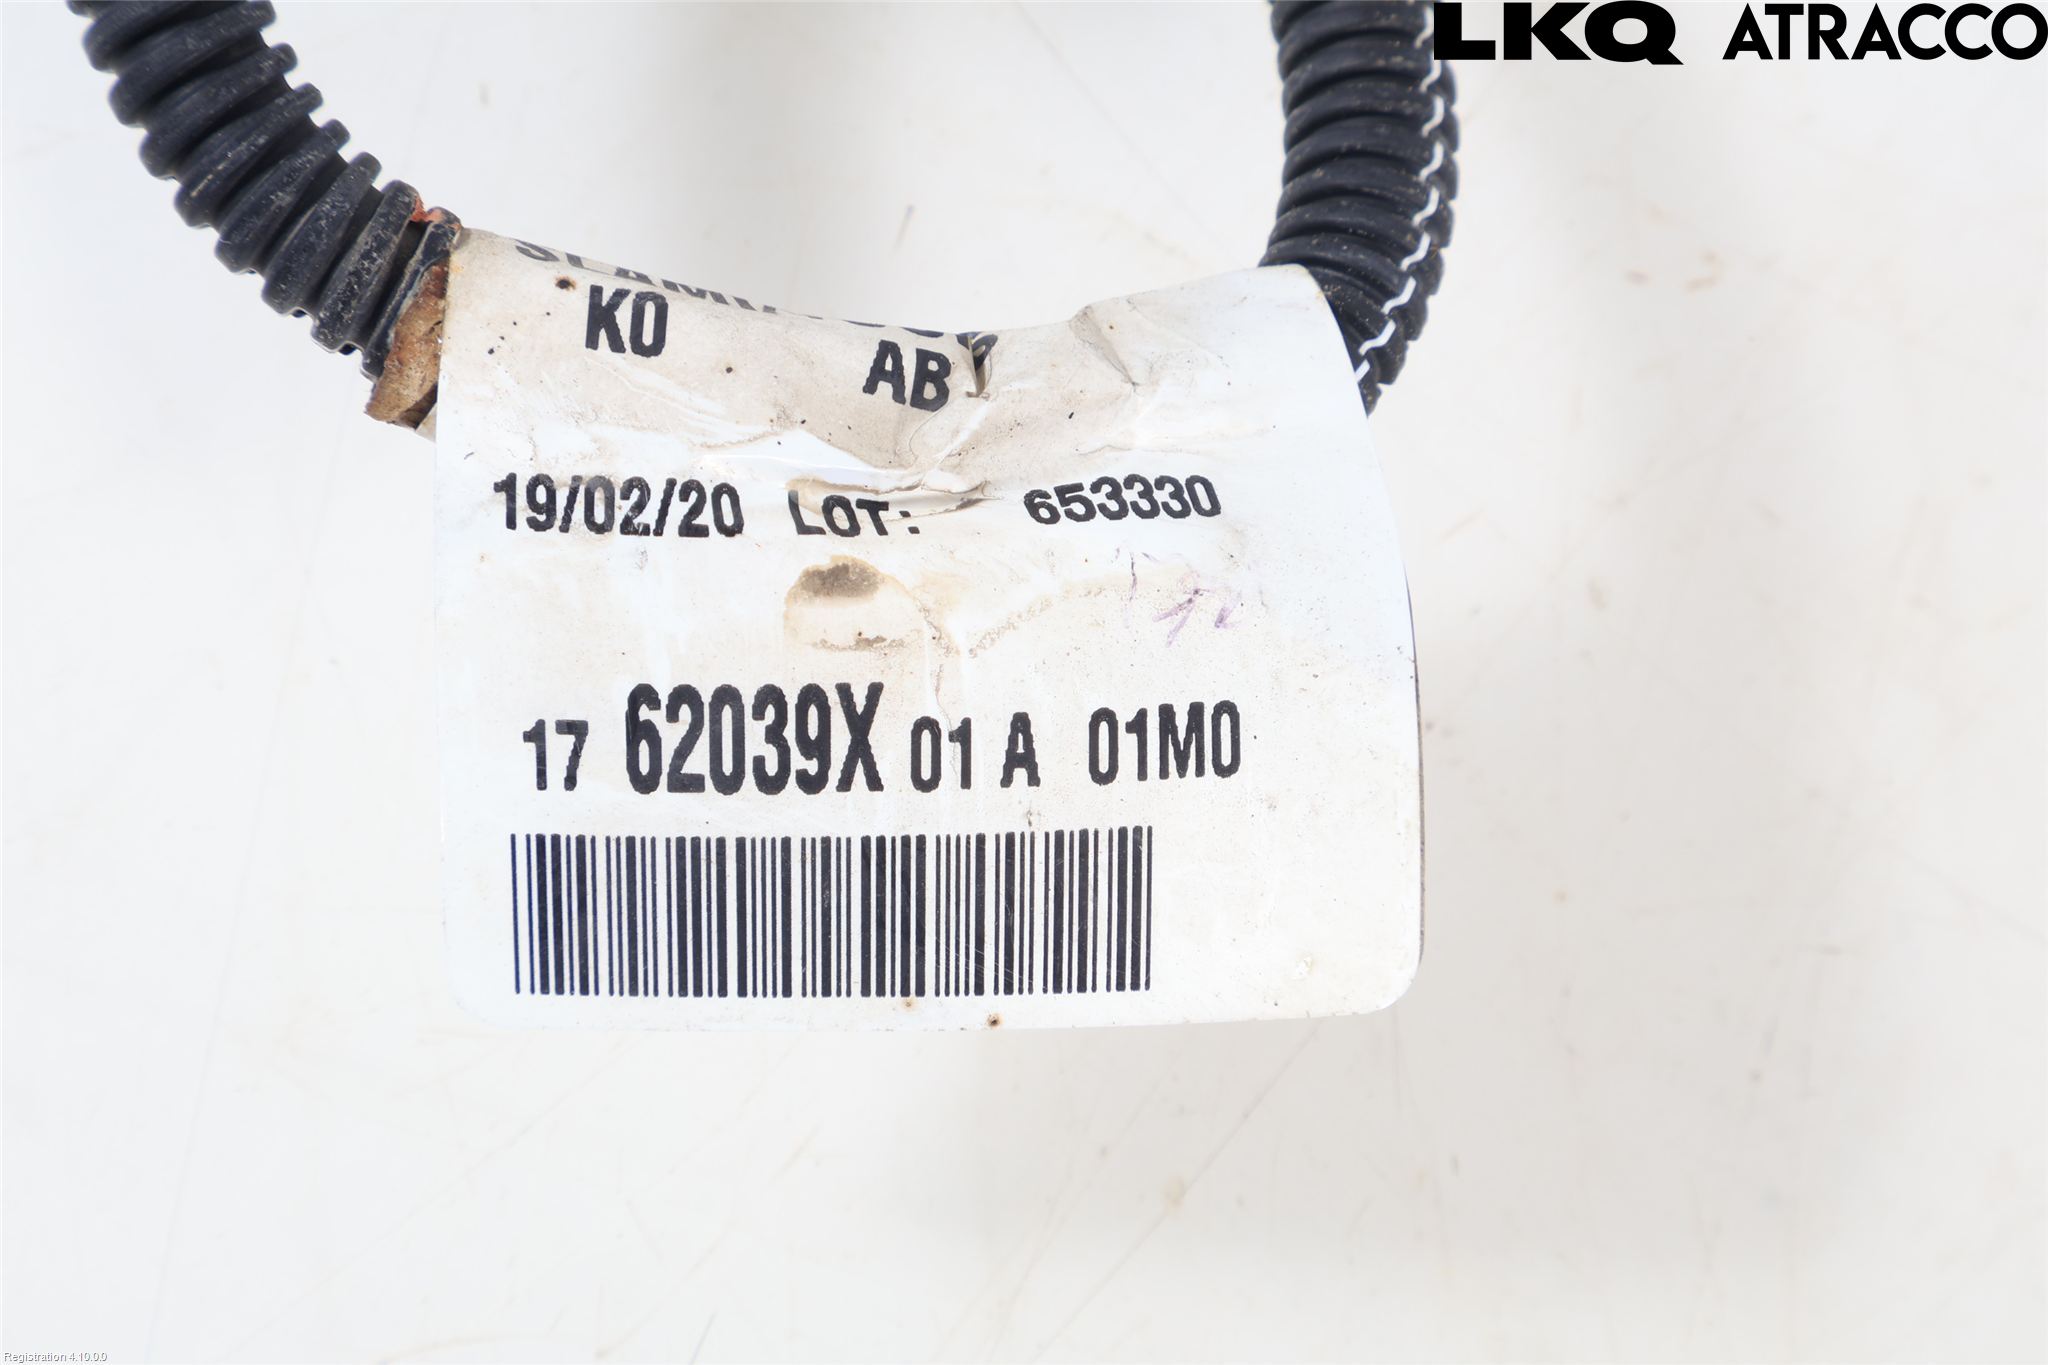 LKQ ATRACCO
K0
AB
19/02/20 LOT: 653330
17 62039X 01 A 01M0
Registration 4.10.0.0